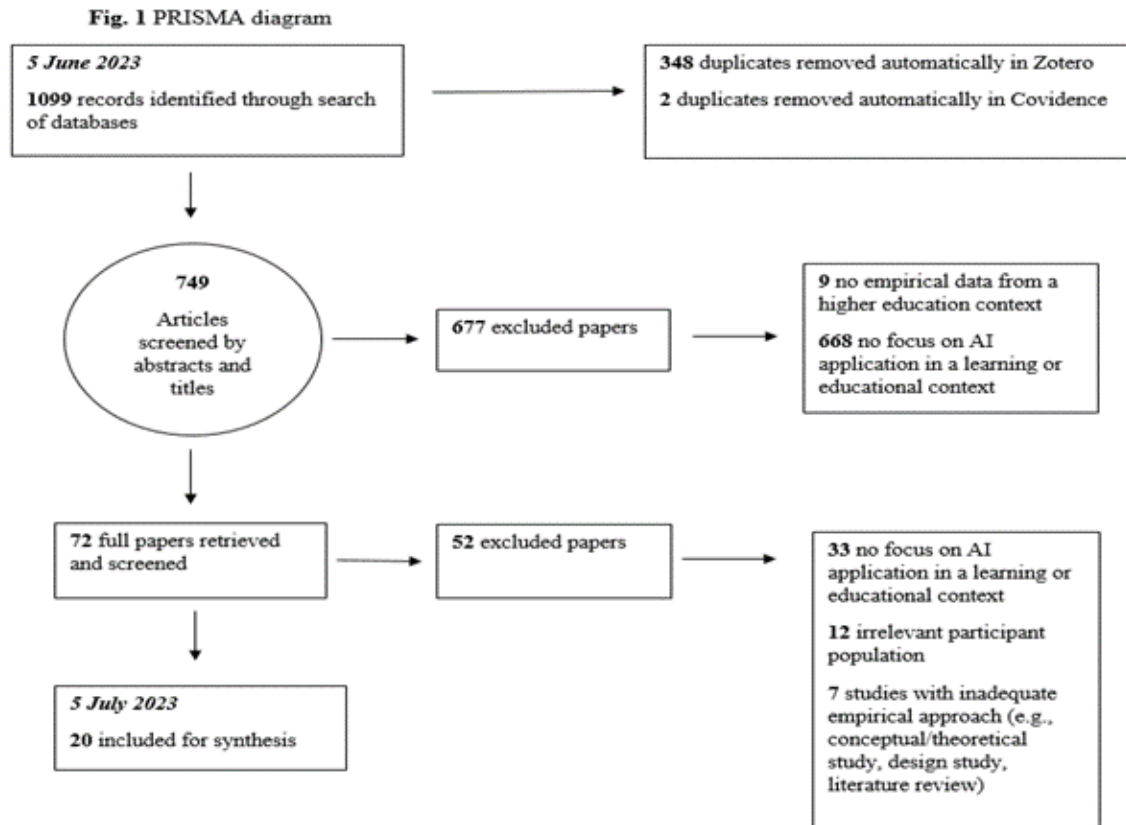 Fig. 1 PRISMA diagram
5 June 2023
1099 records identified through search
of databases
348 duplicates removed automatically in Zotero
2 duplicates removed automatically in Covidence
749
Articles
screened by
abstracts and
titles
677 excluded papers
9 no empirical data from a
higher education context
668 no focus on AI
application in a learning or
educational context
72 full papers retrieved
and screened
52 excluded papers
33 no focus on AI
application in a learning or
educational context
12 irrelevant participant
population
7 studies with inadequate
empirical approach (e.g.,
conceptual/theoretical
study, design study,
literature review)
5 July 2023
20 included for synthesis